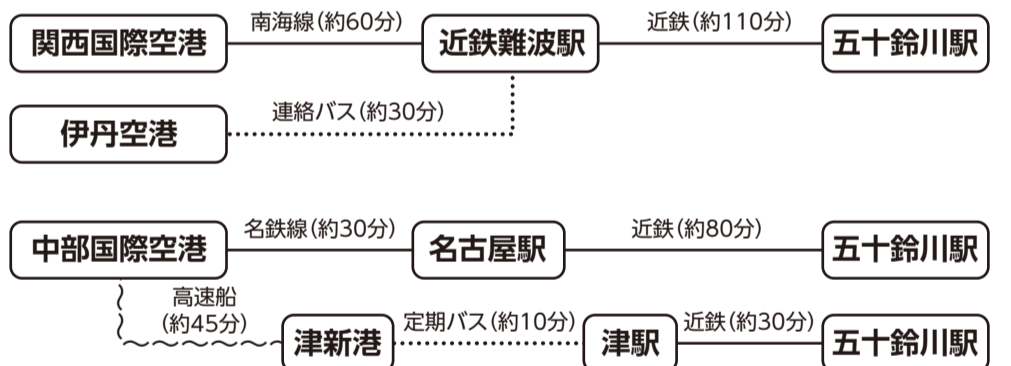 南海線(約60分)
近鉄(約110分)
関西国際空港
近鉄難波駅
五十鈴川駅
連絡バス(約30分)
伊丹空港
名鉄線(約30分)
近鉄(約80分)
中部国際空港
名古屋駅
五十鈴川駅
高速船
(約45分)
定期バス(約10分)
近鉄(約30分)
津新港
津駅
五十鈴川駅